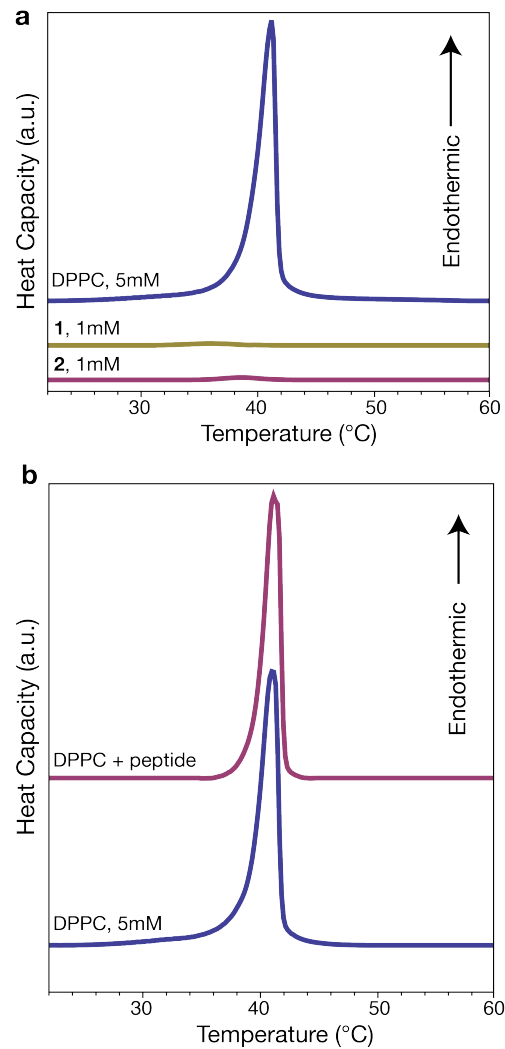 a
Heat Capacity (a.u.)
Endothermic
DPPC, 5mM
1, 1mM
2, 1mM
30 40 50 60
Temperature (°C)
b
Heat Capacity (a.u.)
Endothermic
DPPC + peptide
DPPC, 5mM
30 40 50 60
Temperature (°C)